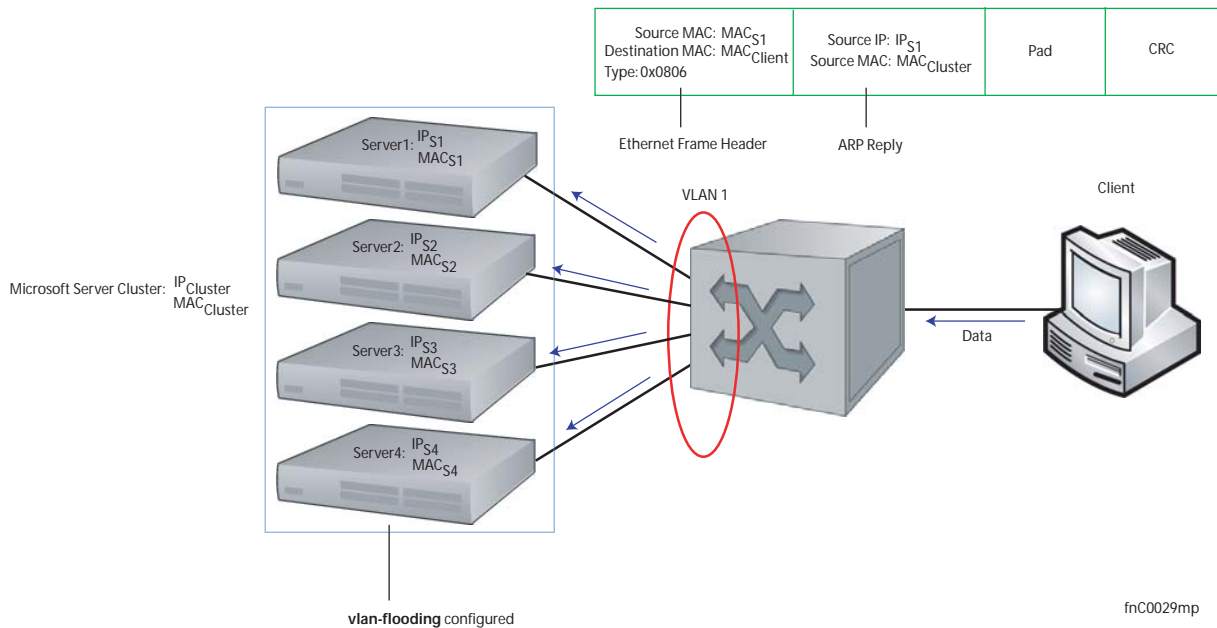 Source MAC: MACS1
Destination MAC: MACClient
Type: 0x0806
Source IP: IPS1
Source MAC: MACCluster
Pad
CRC
Ethernet Frame Header
ARP Reply
Server1: IPS1
MACS1
VLAN 1
Client
Server2: IPS2
MACS2
Microsoft Server Cluster: IPCluster
MACCluster
Server3: IPS3
MACS3
Data
Server4: IPS4
MACS4
vlan-flooding configured
fnC0029mp